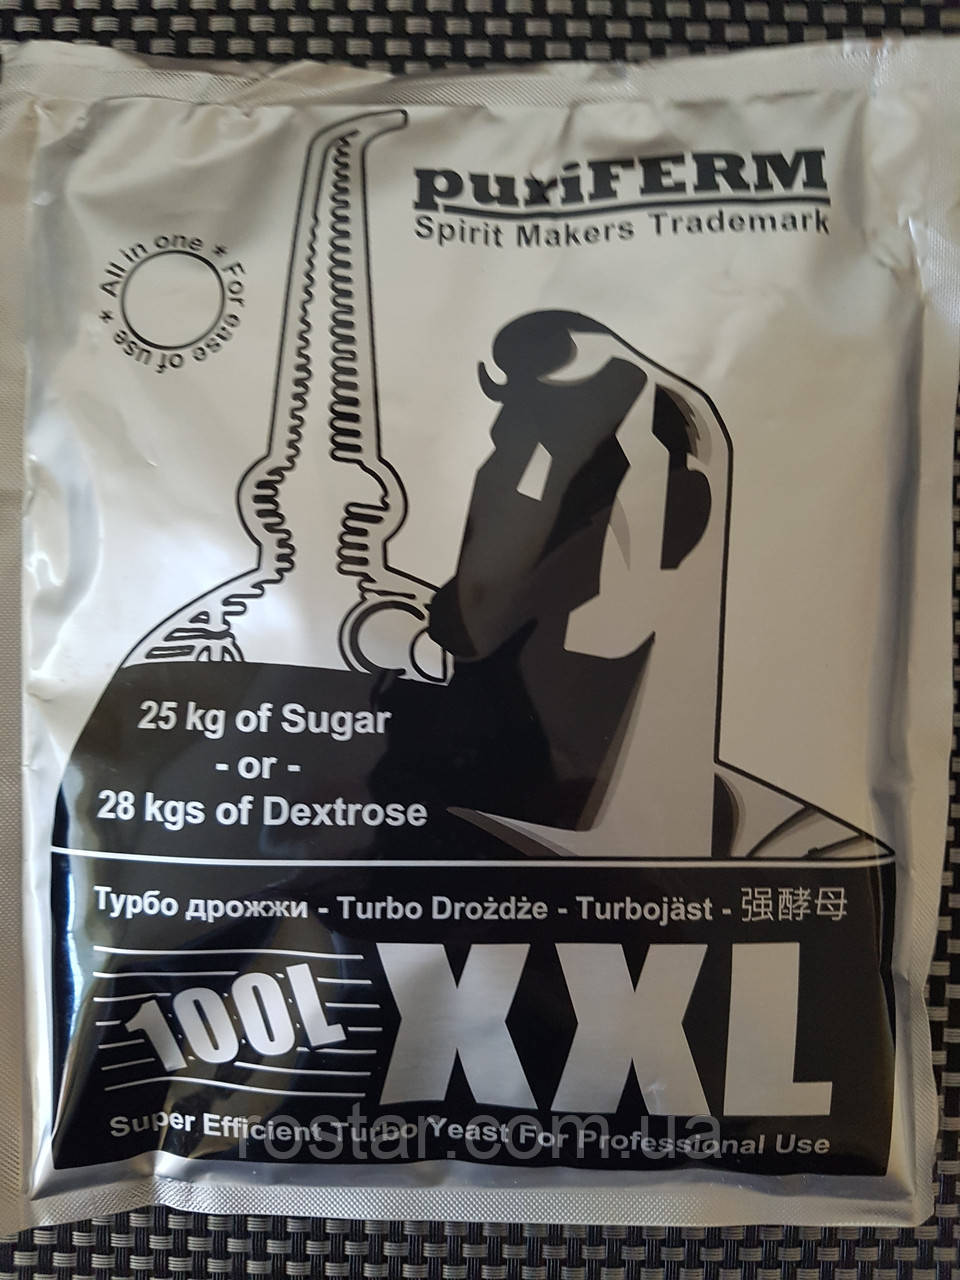 puriFERM
Spirit Makers Trademark
* All in one * For ease of use
25 kg of Sugar
- or -
28 kgs of Dextrose
Турбо дрожжи - Turbo Drożdże - Turbojäst - 强酵母
100L XXL
Super Efficient Turbo Yeast For Professional Use
rostar.com.ua